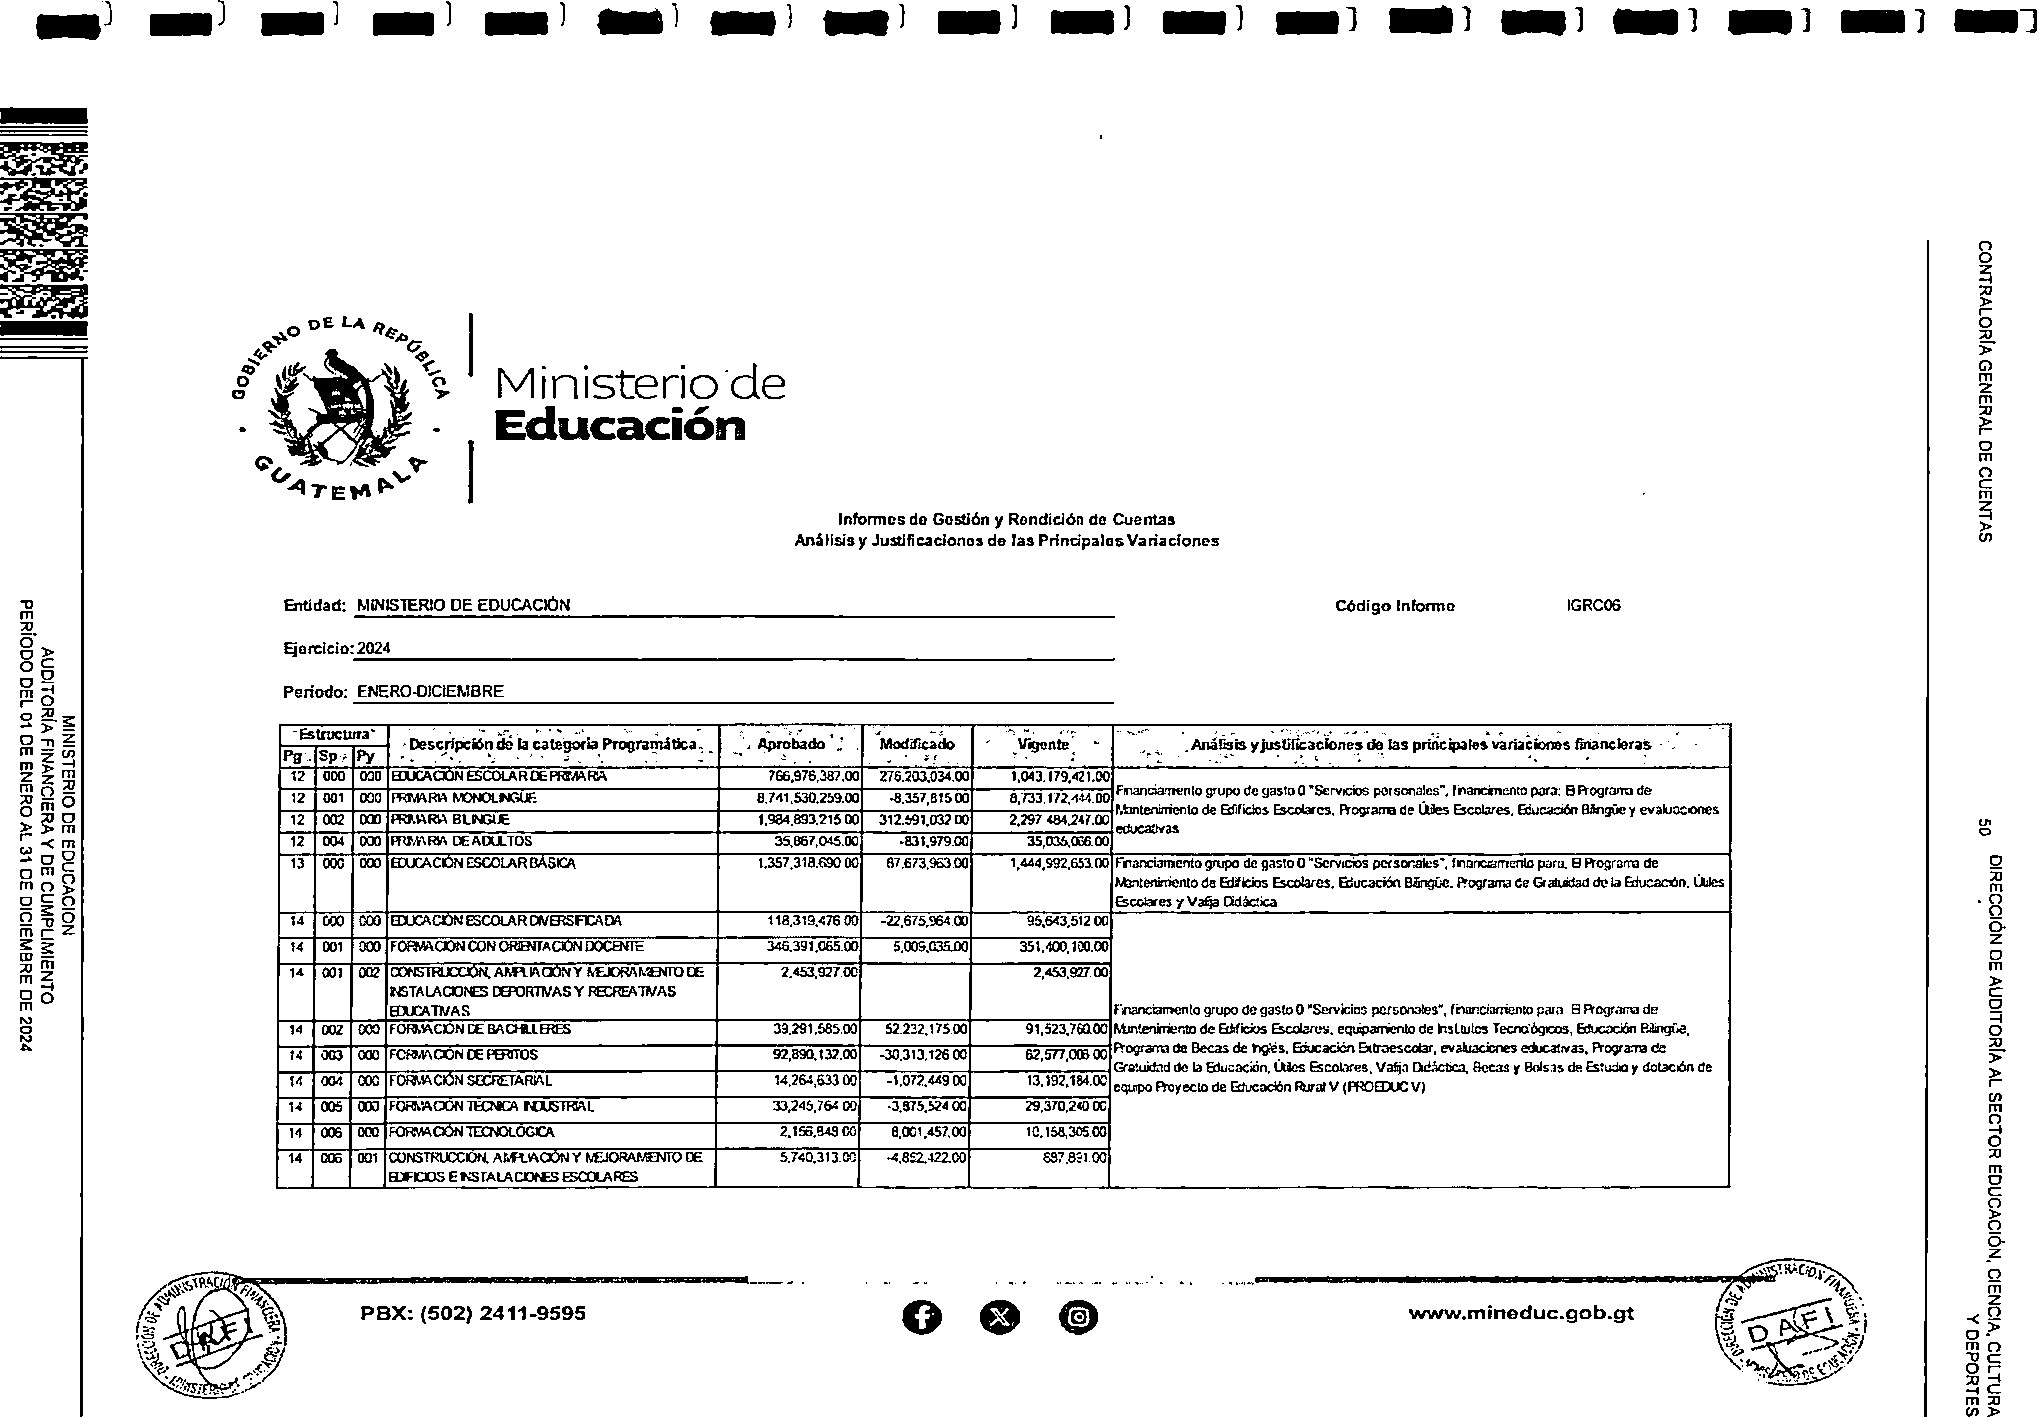 CONTRALORÍA GENERAL DE CUENTAS
50 DIRECCIÓN DE AUDITORÍA AL SECTOR EDUCACIÓN, CIENCIA, CULTURA
Y DEPORTES
GOBIERNO DE LA REPÚBLICA
GUATEMALA
Ministerio de
Educación
Informes de Gestión y Rendición de Cuentas
Análisis y Justificaciones de las Principales Variaciones
Entidad: MINISTERIO DE EDUCACIÓN Código Informe IGRC06
Ejercicio: 2024
Periodo: ENERO-DICIEMBRE
Estructura Descripción de la categoría Programática Aprobado Modificado Vigente Análisis y justificaciones de las principales variaciones financieras
Pg Sp Py
12 000 000 EDUCACIÓN ESCOLAR DE PRIMARIA 766,976,387.00 276,203,034.00 1,043,179,421.00
12 001 000 PRIMARIA MONOLINGÜE 8,741,530,259.00 -8,357,815.00 8,733,172,444.00
12 002 000 PRIMARIA BILINGÜE 1,984,893,215.00 312,591,032.00 2,297,484,247.00
12 004 000 PRIMARIA DE ADULTOS 35,867,045.00 -831,979.00 35,035,066.00
Financiamento grupo de gasto 0 "Servicios personales", financimento para: El Programa de
Mantenimiento de Edificios Escolares, Programa de Útiles Escolares, Educación Bilingüe y evaluaciones
educativas
13 000 000 EDUCACIÓN ESCOLAR BÁSICA 1,357,318,690.00 87,673,963.00 1,444,992,653.00
Financiamento grupo de gasto 0 "Servicios personales", financiamento para, El Programa de
Mantenimiento de Edificios Escolares, Educación Bilingüe, Programa de Gratuidad de la Educación, Útiles
Escolares y Valija Didáctica
14 000 000 EDUCACIÓN ESCOLAR DIVERSIFICADA 118,319,476.00 -22,675,964.00 95,643,512.00
14 001 000 FORMACIÓN CON ORIENTACIÓN DOCENTE 346,391,065.00 5,009,035.00 351,400,100.00
14 001 002 CONSTRUCCIÓN, AMPLIACIÓN Y MEJORAMIENTO DE 2,453,927.00 2,453,927.00
INSTALACIONES DEPORTIVAS Y RECREATIVAS
EDUCATIVAS
14 002 000 FORMACIÓN DE BACHILLERES 39,291,585.00 52,232,175.00 91,523,760.00
14 003 000 FORMACIÓN DE PERITOS 92,890,132.00 -30,313,126.00 62,577,006.00
14 004 000 FORMACIÓN SECRETARIAL 14,264,633.00 -1,072,449.00 13,192,184.00
14 005 000 FORMACIÓN TÉCNICA INDUSTRIAL 33,245,764.00 -3,875,524.00 29,370,240.00
14 006 000 FORMACIÓN TECNOLÓGICA 2,156,848.00 8,001,457.00 10,158,305.00
14 006 001 CONSTRUCCIÓN, AMPLIACIÓN Y MEJORAMIENTO DE 5,740,313.00 -4,852,422.00 887,891.00
EDIFICIOS E INSTALACIONES ESCOLARES
Financiamento grupo de gasto 0 "Servicios personales", financiamiento para El Programa de
Mantenimiento de Edificios Escolares, equipamiento de Institutos Tecnológicos, Educación Bilingüe,
Programa de Becas de Inglés, Educación Extraescolar, evaluaciones educativas, Programa de
Gratuidad de la Educación, Útiles Escolares, Valija Didáctica, Becas y Bolsas de Estudio y dotación de
equipo Proyecto de Educación Rural V (PROEDUC V)
PBX: (502) 2411-9595 www.mineduc.gob.gt
DAFI
MINISTERIO DE EDUCACION
AUDITORÍA FINANCIERA Y DE CUMPLIMIENTO
PERÍODO DEL 01 DE ENERO AL 31 DE DICIEMBRE DE 2024